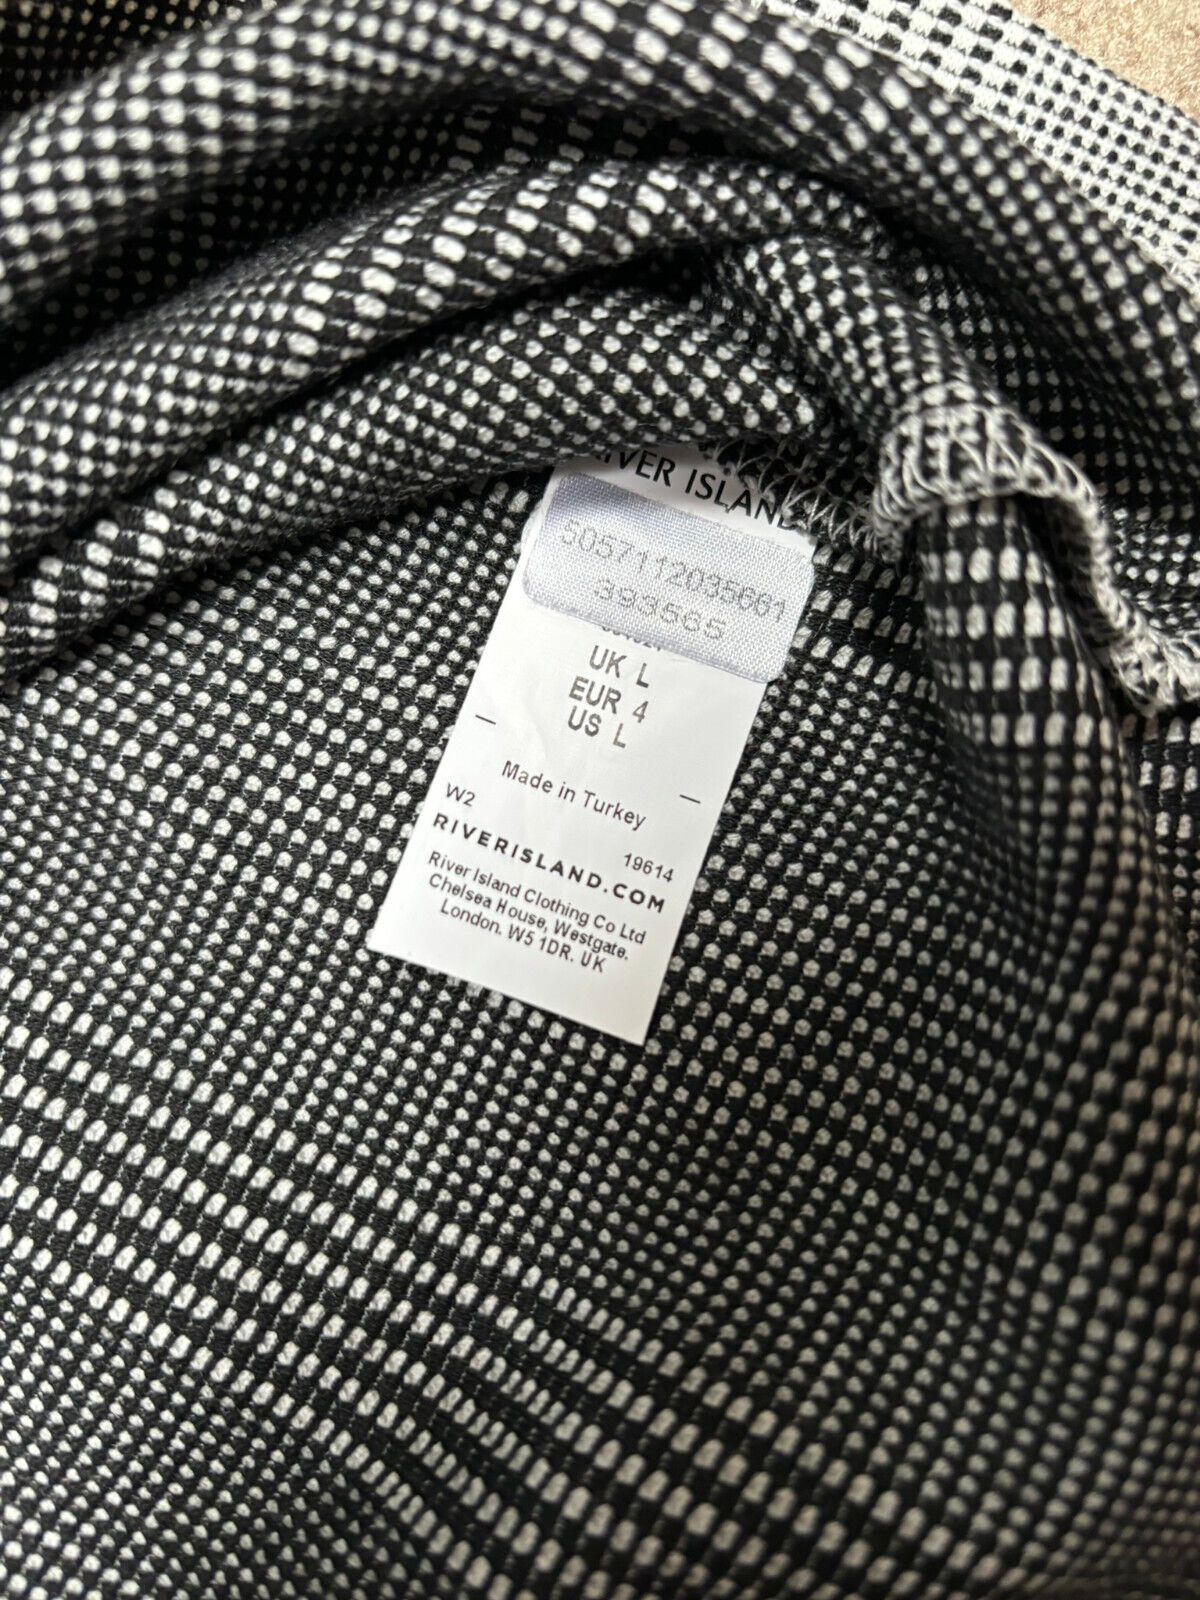 RIVER ISLAND
5057112035661
393565
UK L
EUR 4
US L
Made in Turkey
W2
19614
RIVERISLAND.COM
River Island Clothing Co Ltd
Chelsea House, Westgate.
London. W5 1DR. UK